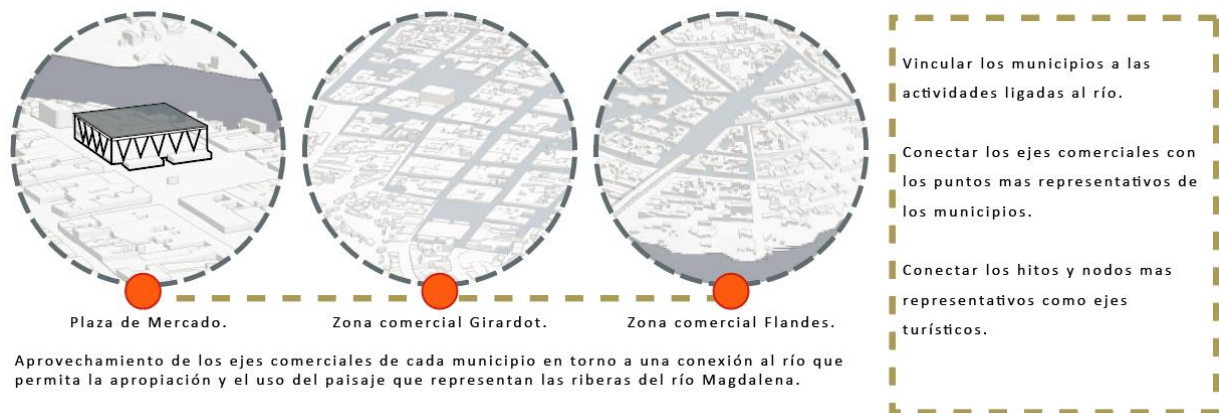 Plaza de Mercado.
Zona comercial Girardot.
Zona comercial Flandes.
Aprovechamiento de los ejes comerciales de cada municipio en torno a una conexión al río que
permita la apropiación y el uso del paisaje que representan las riberas del río Magdalena.
Vincular los municipios a las
actividades ligadas al río.
Conectar los ejes comerciales con
los puntos mas representativos de
los municipios.
Conectar los hitos y nodos mas
representativos como ejes
turísticos.